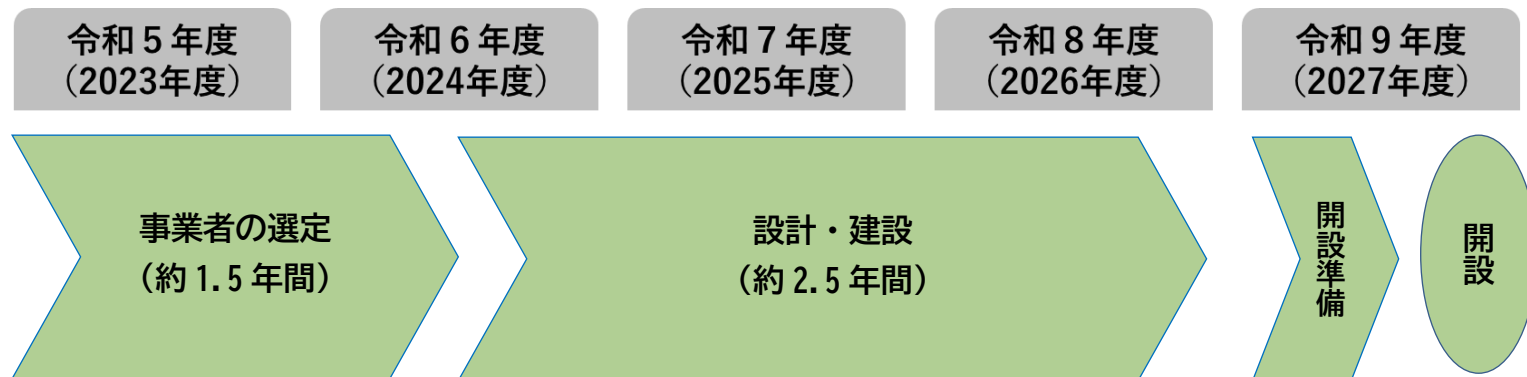 令和５年度
（2023年度）
令和６年度
（2024年度）
令和７年度
（2025年度）
令和８年度
（2026年度）
令和９年度
（2027年度）
事業者の選定
（約 1.5 年間）
設計・建設
（約 2.5 年間）
開設準備
開設